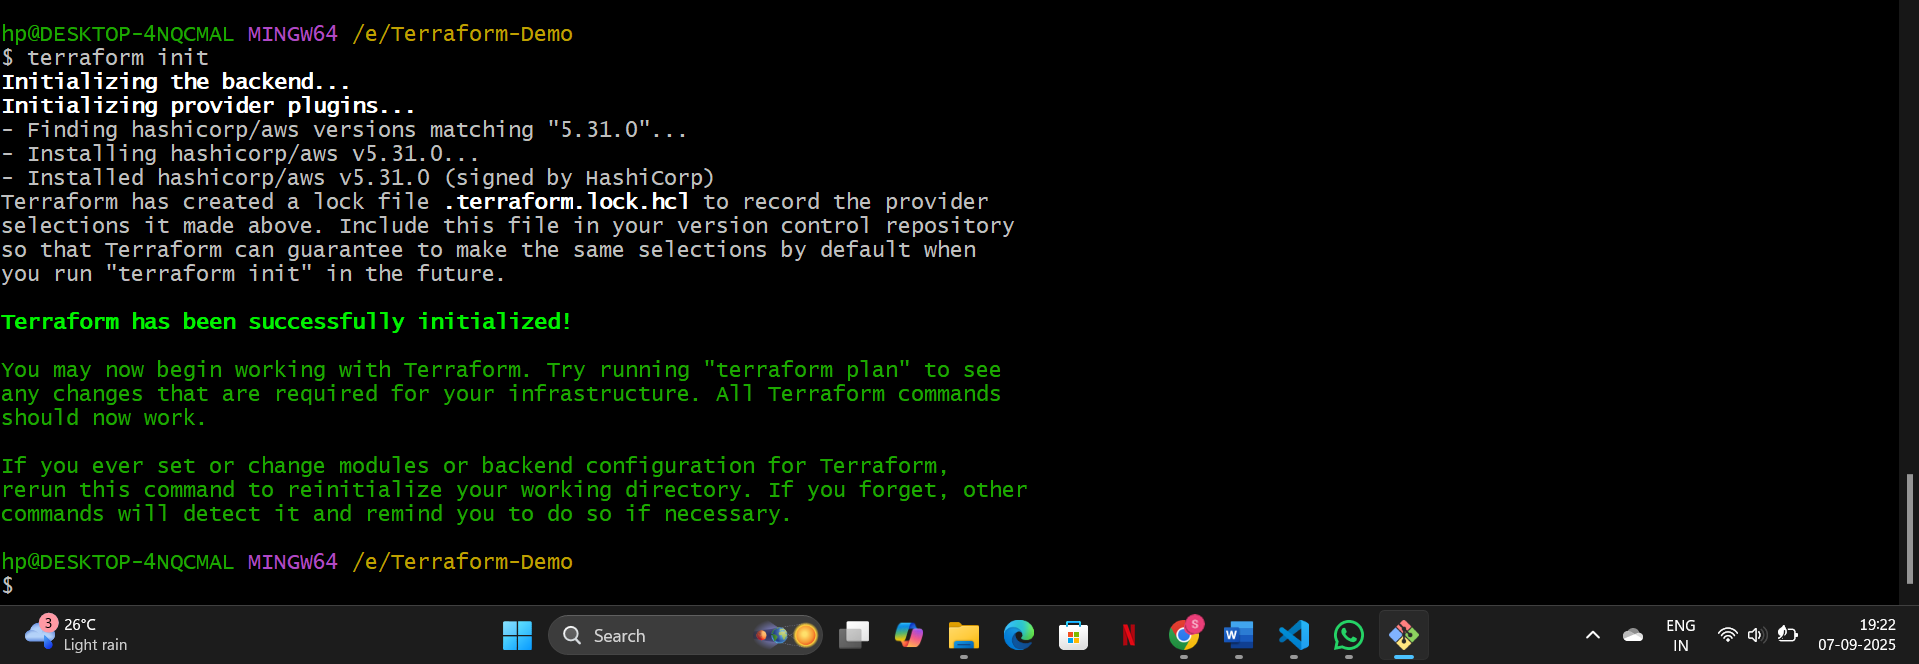 hp@DESKTOP-4NQCMAL MINGW64 /e/Terraform-Demo
$ terraform init
Initializing the backend...
Initializing provider plugins...
- Finding hashicorp/aws versions matching "5.31.0"...
- Installing hashicorp/aws v5.31.0...
- Installed hashicorp/aws v5.31.0 (signed by HashiCorp)
Terraform has created a lock file .terraform.lock.hcl to record the provider
selections it made above. Include this file in your version control repository
so that Terraform can guarantee to make the same selections by default when
you run "terraform init" in the future.
Terraform has been successfully initialized!
You may now begin working with Terraform. Try running "terraform plan" to see
any changes that are required for your infrastructure. All Terraform commands
should now work.
If you ever set or change modules or backend configuration for Terraform,
rerun this command to reinitialize your working directory. If you forget, other
commands will detect it and remind you to do so if necessary.
hp@DESKTOP-4NQCMAL MINGW64 /e/Terraform-Demo
$
3
26°C
Light rain
Search
N
S
W
ENG
IN
19:22
07-09-2025